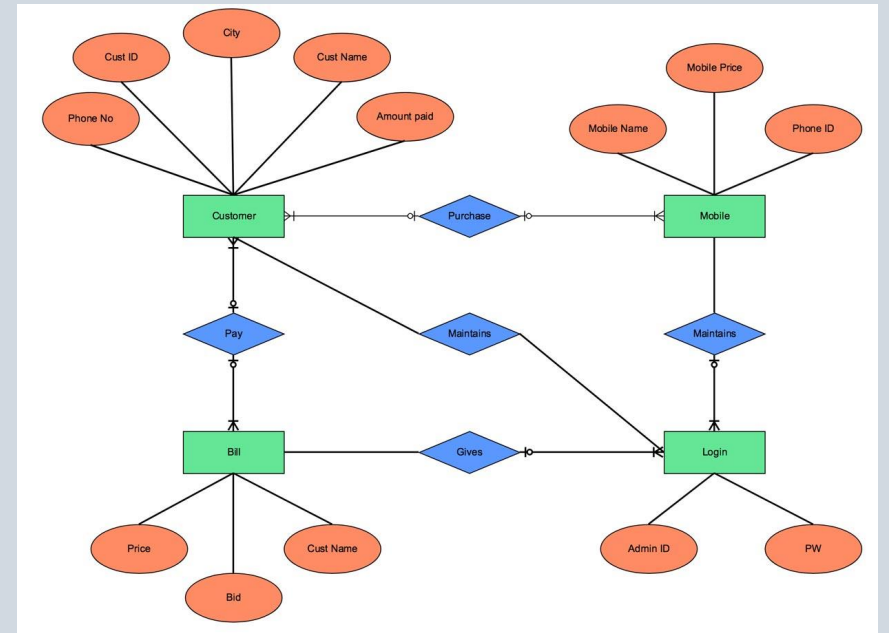 City
Cust ID
Cust Name
Mobile Price
Phone No
Amount paid
Mobile Name
Phone ID
Customer
Purchase
Mobile
Pay
Maintains
Maintains
Bill
Gives
Login
Price
Cust Name
Admin ID
PW
Bid